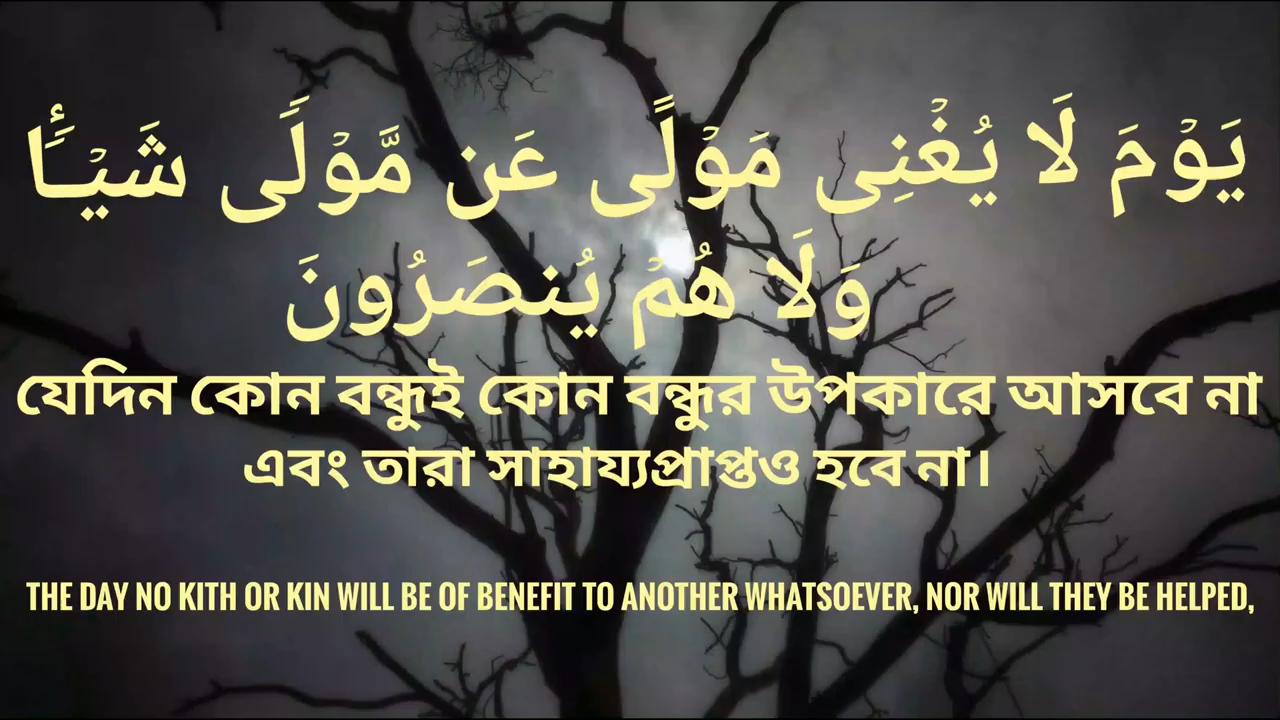 يَوْمَ لَا يُغْنِى مَوْلًى عَن مَّوْلًى شَيْـًٔا
وَلَا هُمْ يُنصَرُونَ
যেদিন কোন বন্ধুই কোন বন্ধুর উপকারে আসবে না
এবং তারা সাহায্যপ্রাপ্তও হবে না।
THE DAY NO KITH OR KIN WILL BE OF BENEFIT TO ANOTHER WHATSOEVER, NOR WILL THEY BE HELPED,